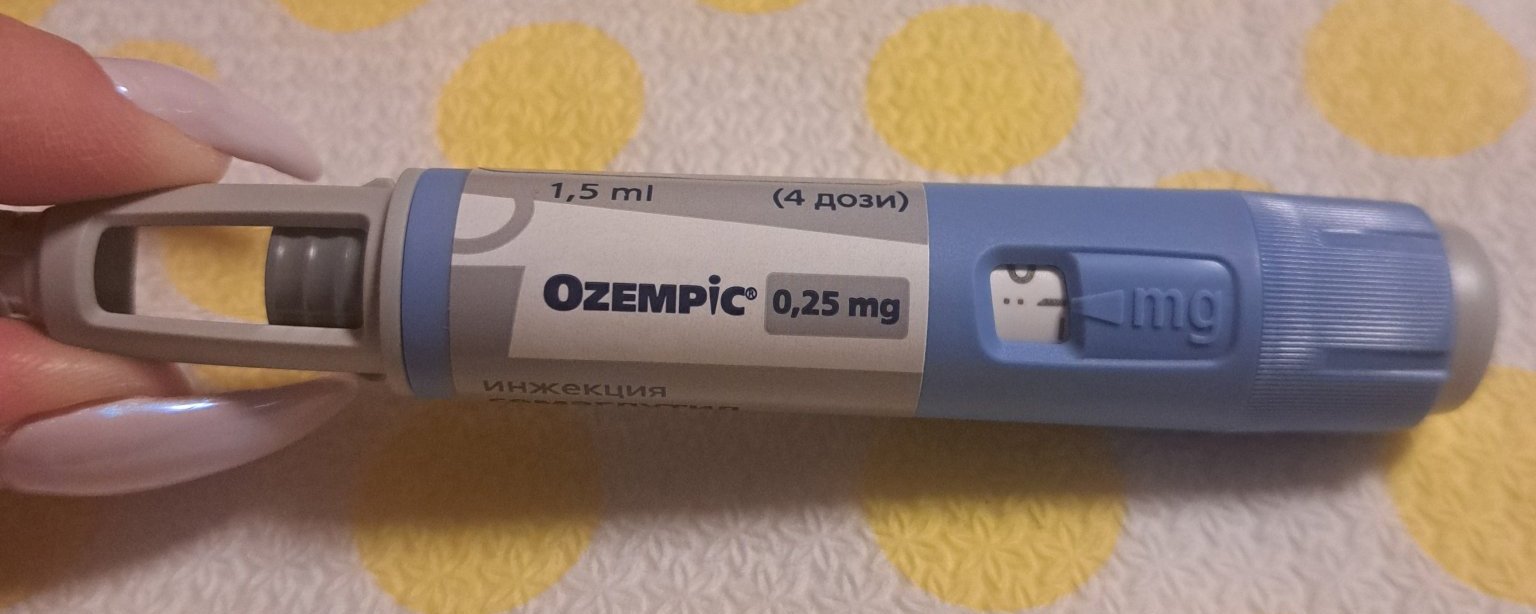 1,5 ml (4 дози)
OZEMPIC® 0,25 mg
mg
инжекция